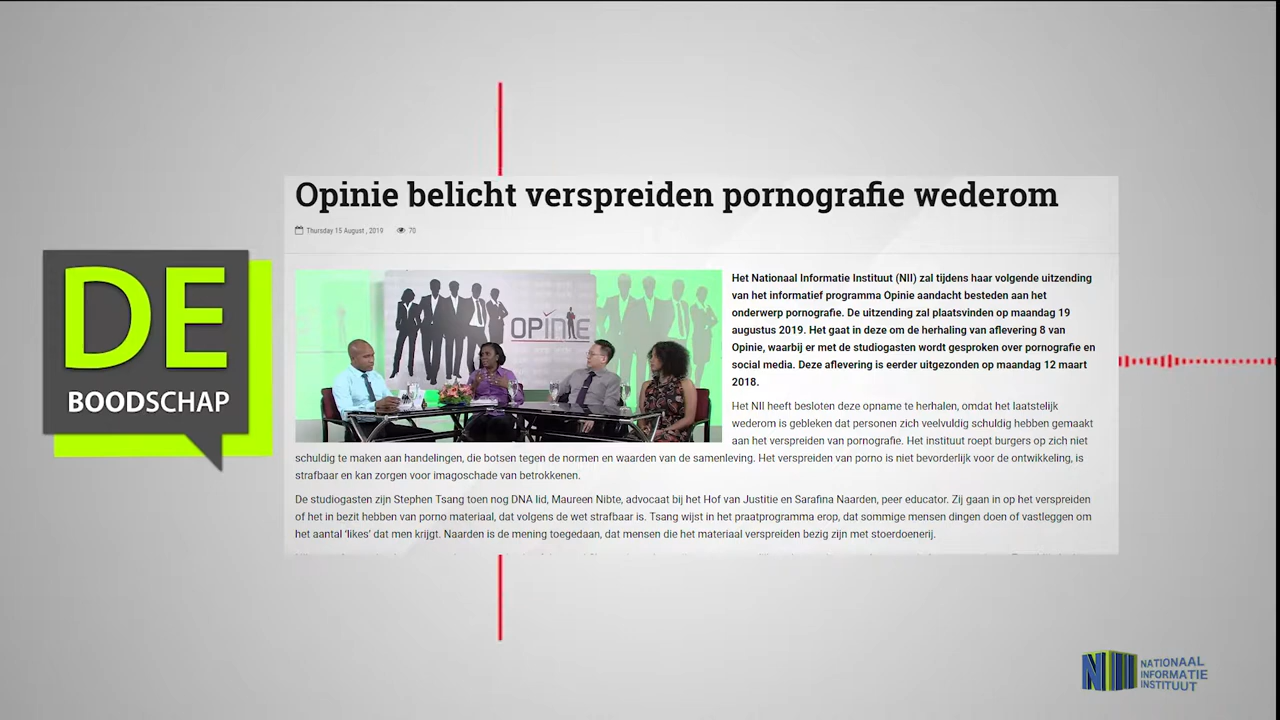 Opinie belicht verspreiden pornografie wederom
Thursday 15 August , 2019 70
DE
BOODSCHAP
OPINIE
Het Nationaal Informatie Instituut (NII) zal tijdens haar volgende uitzending
van het informatief programma Opinie aandacht besteden aan het
onderwerp pornografie. De uitzending zal plaatsvinden op maandag 19
augustus 2019. Het gaat in deze om de herhaling van aflevering 8 van
Opinie, waarbij er met de studiogasten wordt gesproken over pornografie en
social media. Deze aflevering is eerder uitgezonden op maandag 12 maart
2018.
Het NII heeft besloten deze opname te herhalen, omdat het laatstelijk
wederom is gebleken dat personen zich veelvuldig schuldig hebben gemaakt
aan het verspreiden van pornografie. Het instituut roept burgers op zich niet
schuldig te maken aan handelingen, die botsen tegen de normen en waarden van de samenleving. Het verspreiden van porno is niet bevorderlijk voor de ontwikkeling, is
strafbaar en kan zorgen voor imagoschade van betrokkenen.
De studiogasten zijn Stephen Tsang toen nog DNA lid, Maureen Nibte, advocaat bij het Hof van Justitie en Sarafina Naarden, peer educator. Zij gaan in op het verspreiden
of het in bezit hebben van porno materiaal, dat volgens de wet strafbaar is. Tsang wijst in het praatprogramma erop, dat sommige mensen dingen doen of vastleggen om
het aantal ‘likes’ dat men krijgt. Naarden is de mening toegedaan, dat mensen die het materiaal verspreiden bezig zijn met stoerdoenerij.
NII NATIONAAL
INFORMATIE
INSTITUUT